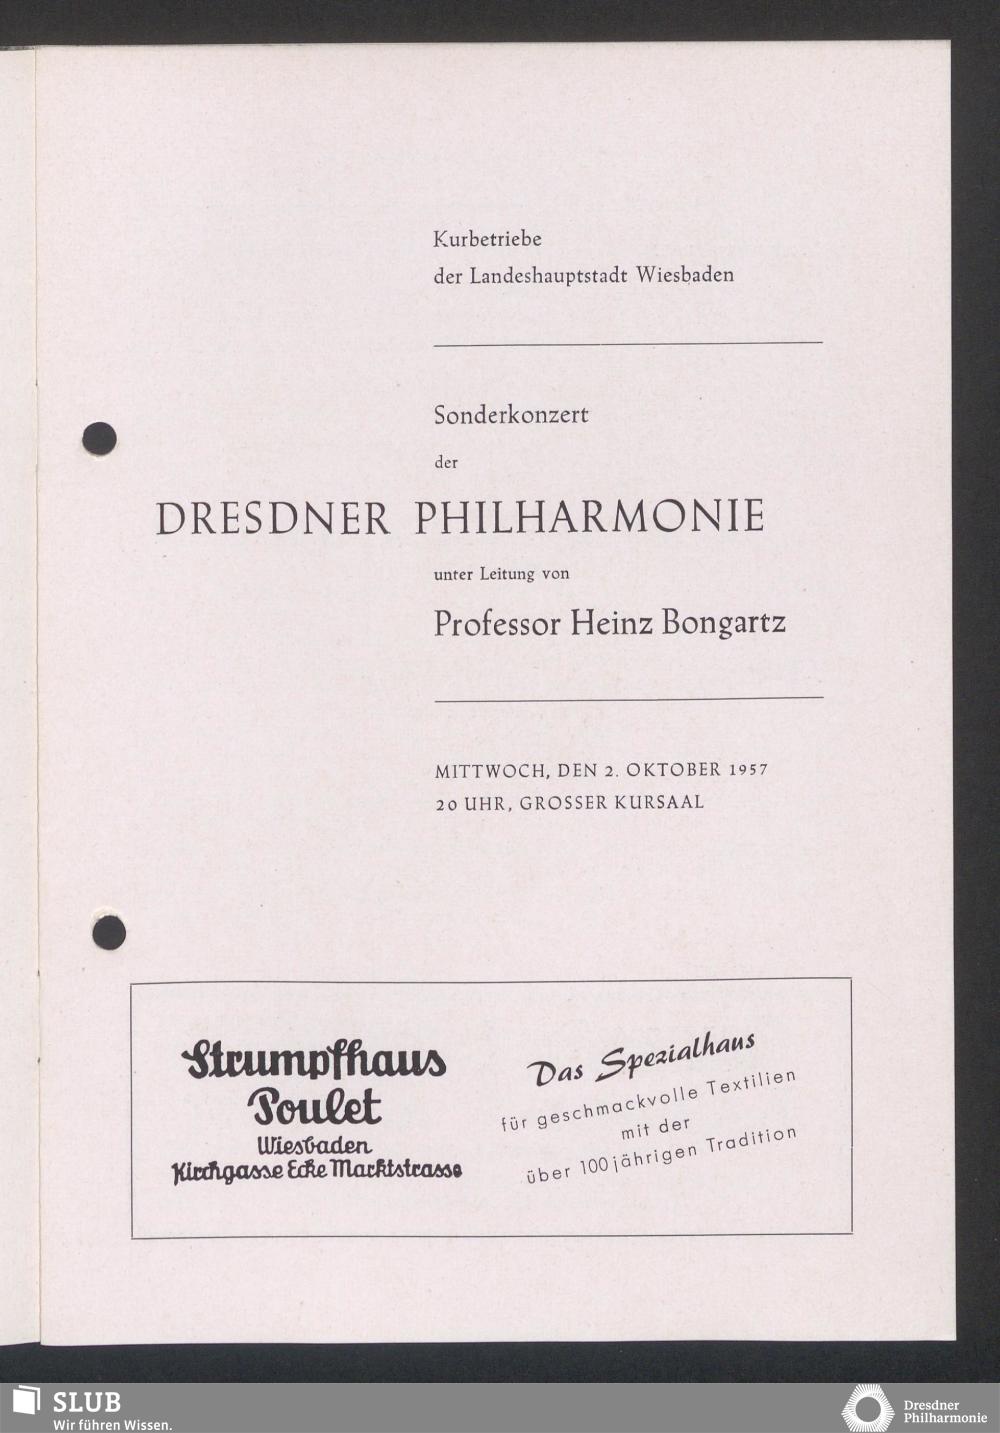 Kurbetriebe
der Landeshauptstadt Wiesbaden
Sonderkonzert
der
DRESDNER PHILHARMONIE
unter Leitung von
Professor Heinz Bongartz
MITTWOCH, DEN 2. OKTOBER 1957
20 UHR, GROSSER KURSAAL
Strumpfhaus
Poulet
Wiesbaden
Kirchgasse Ecke Marktstrasse
Das Spezialhaus
für geschmackvolle Textilien
mit der
über 100 jährigen Tradition
SLUB
Wir führen Wissen.
Dresdner
Philharmonie